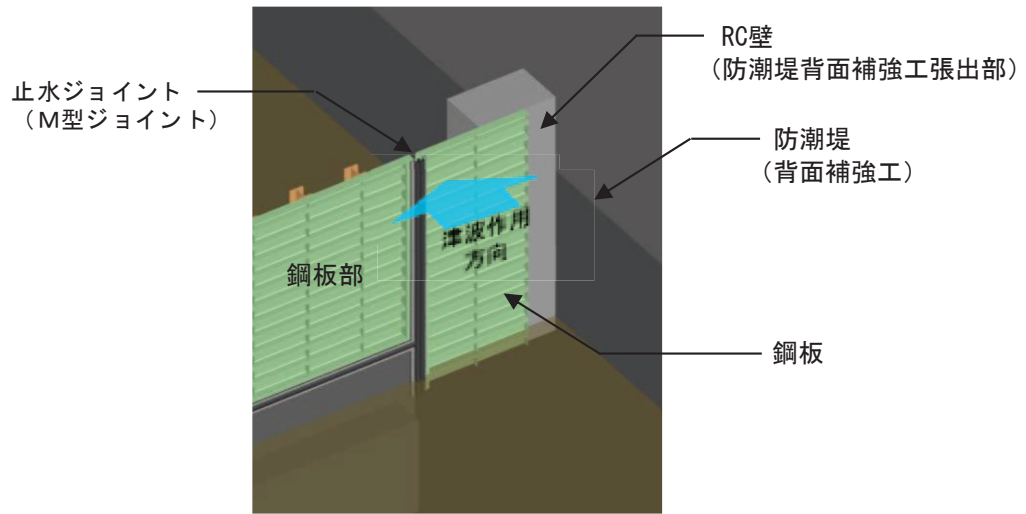 RC壁
（防潮堤背面補強工張出部）
止水ジョイント
（Ｍ型ジョイント）
防潮堤
（背面補強工）
津波作用
方向
鋼板部
鋼板